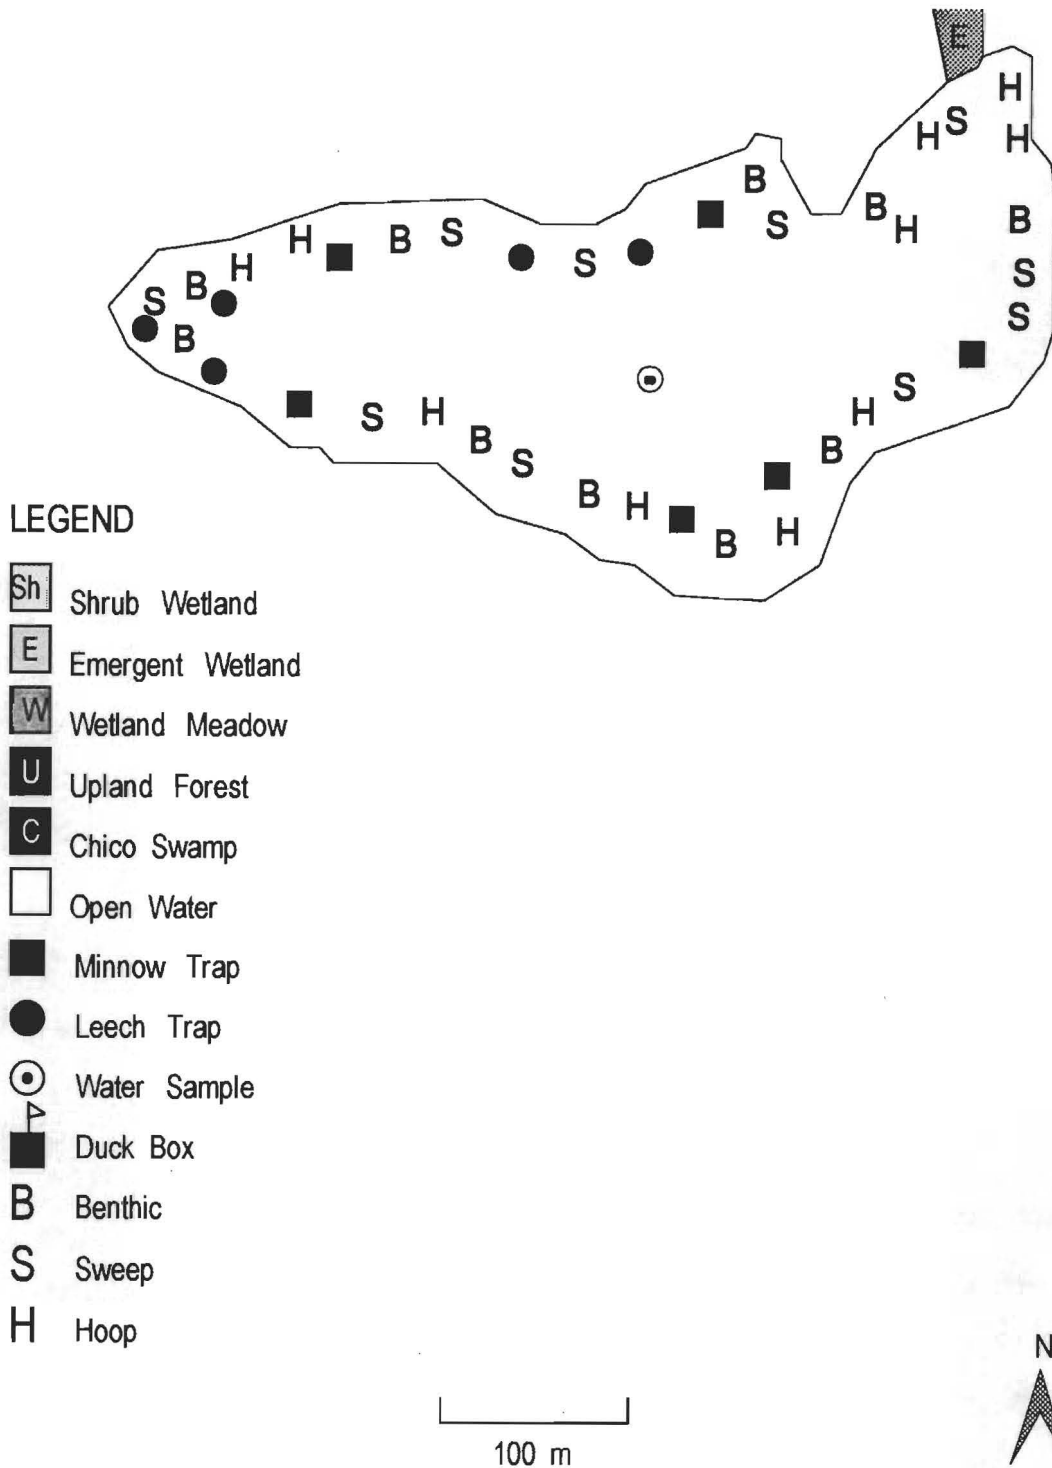 E
H
H S H
B
B H B
S
H B S S
H S
B S S
B
H S
S H B
S
B H
B H
LEGEND
Sh Shrub Wetland
E Emergent Wetland
W Wetland Meadow
U Upland Forest
C Chico Swamp
Open Water
Minnow Trap
Leech Trap
Water Sample
Duck Box
B Benthic
S Sweep
H Hoop
N
100 m